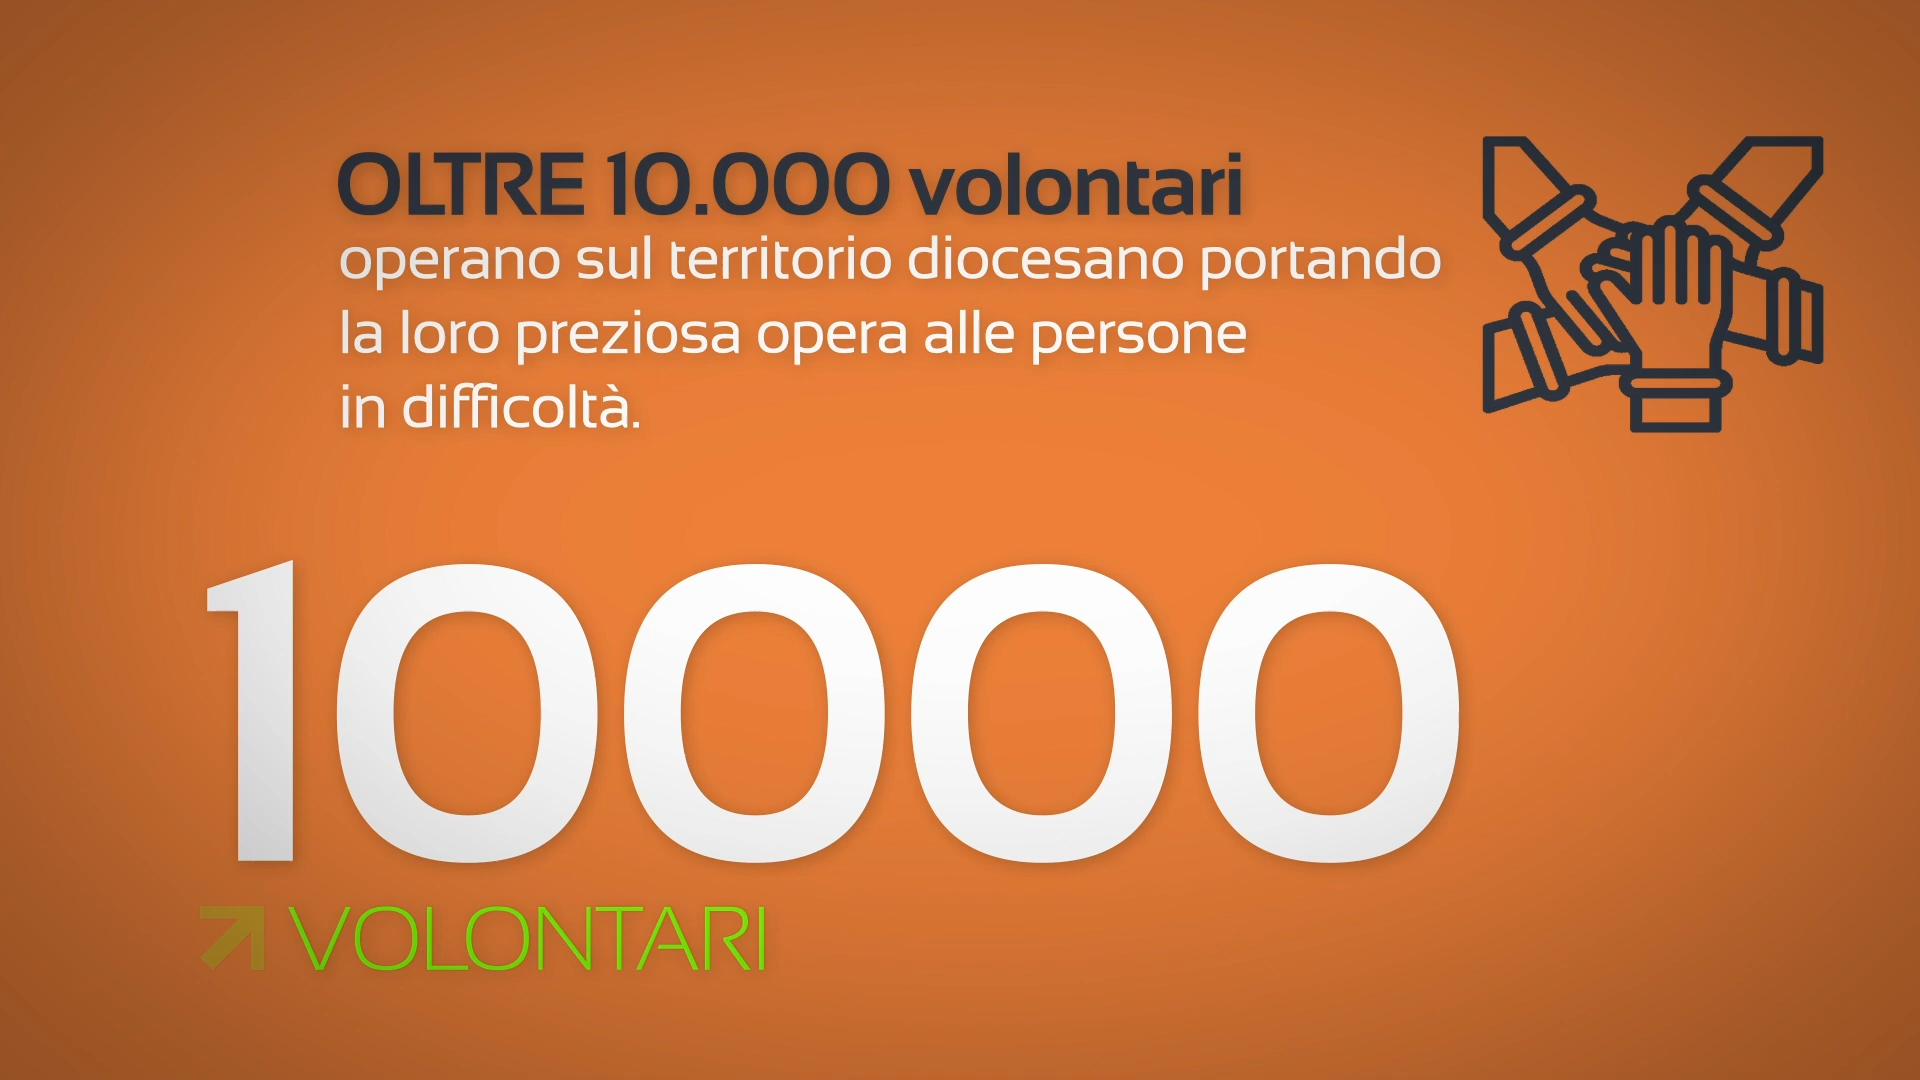 OLTRE 10.000 volontari
operano sul territorio diocesano portando
la loro preziosa opera alle persone
in difficoltà.
10000
VOLONTARI